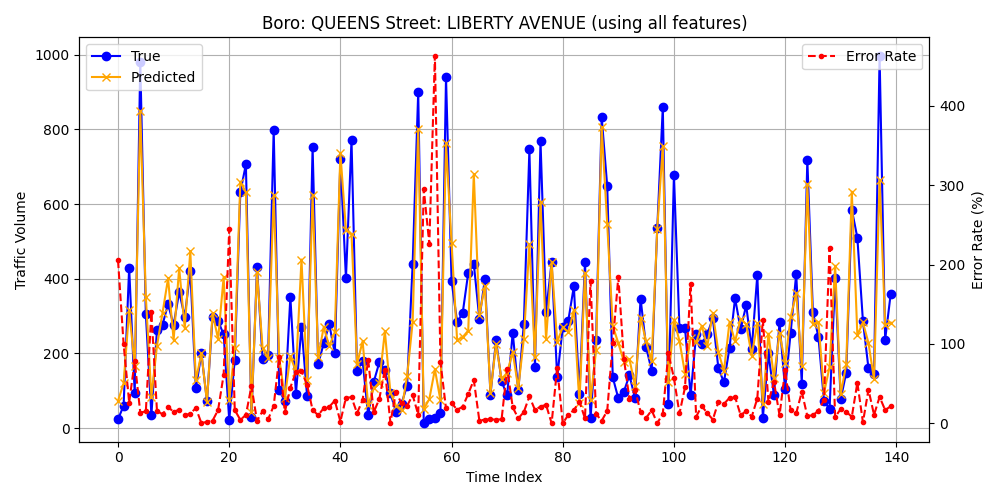 Boro: QUEENS Street: LIBERTY AVENUE (using all features)
True
Predicted
Error Rate
1000
800
600
400
200
0
Traffic Volume
400
300
200
100
0
Error Rate (%)
0 20 40 60 80 100 120 140
Time Index